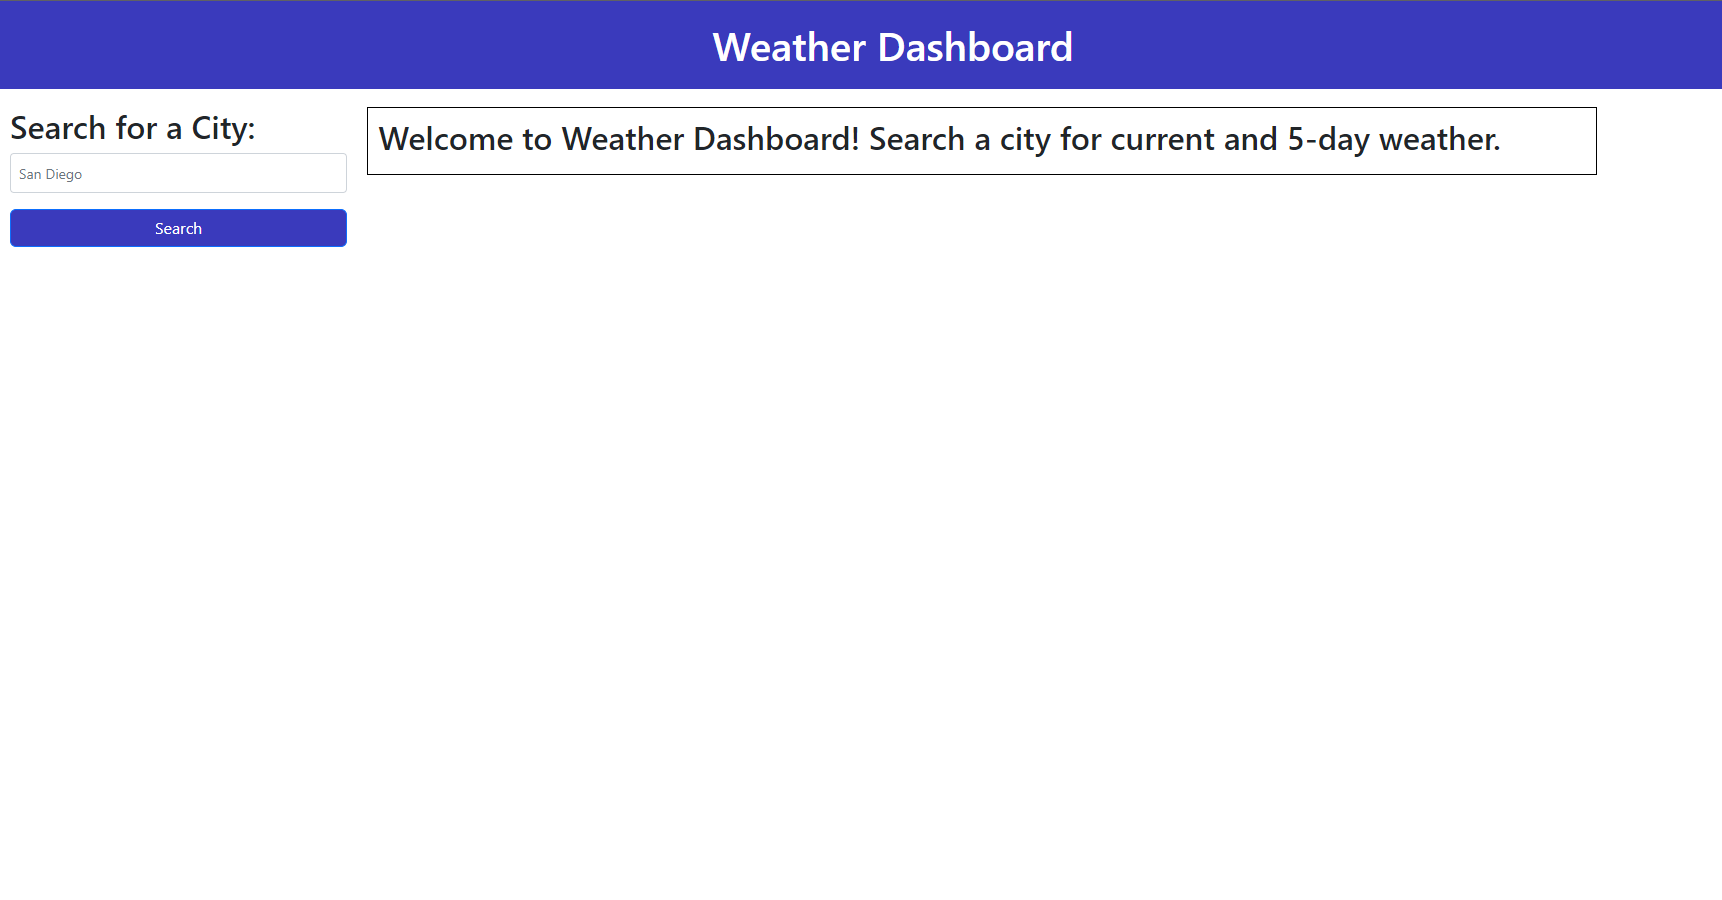 Weather Dashboard
Search for a City:
San Diego
Search
Welcome to Weather Dashboard! Search a city for current and 5-day weather.